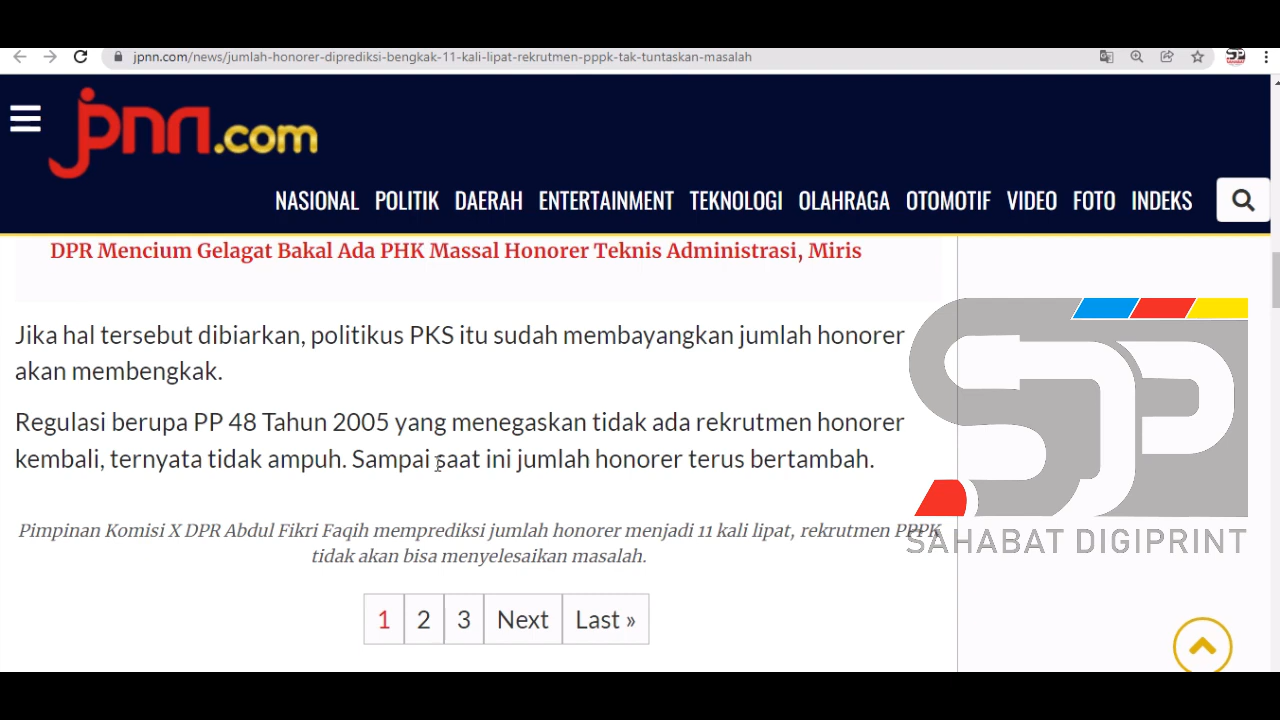 jpnn.com/news/jumlah-honorer-diprediksi-bengkak-11-kali-lipat-rekrutmen-pppk-tak-tuntaskan-masalah
jpnn.com
NASIONAL POLITIK DAERAH ENTERTAINMENT TEKNOLOGI OLAHRAGA OTOMOTIF VIDEO FOTO INDEKS
DPR Mencium Gelagat Bakal Ada PHK Massal Honorer Teknis Administrasi, Miris
Jika hal tersebut dibiarkan, politikus PKS itu sudah membayangkan jumlah honorer
akan membengkak.
Regulasi berupa PP 48 Tahun 2005 yang menegaskan tidak ada rekrutmen honorer
kembali, ternyata tidak ampuh. Sampai saat ini jumlah honorer terus bertambah.
SDP
SAHABAT DIGIPRINT
Pimpinan Komisi X DPR Abdul Fikri Faqih memprediksi jumlah honorer menjadi 11 kali lipat, rekrutmen PPPK
tidak akan bisa menyelesaikan masalah.
1 2 3 Next Last »